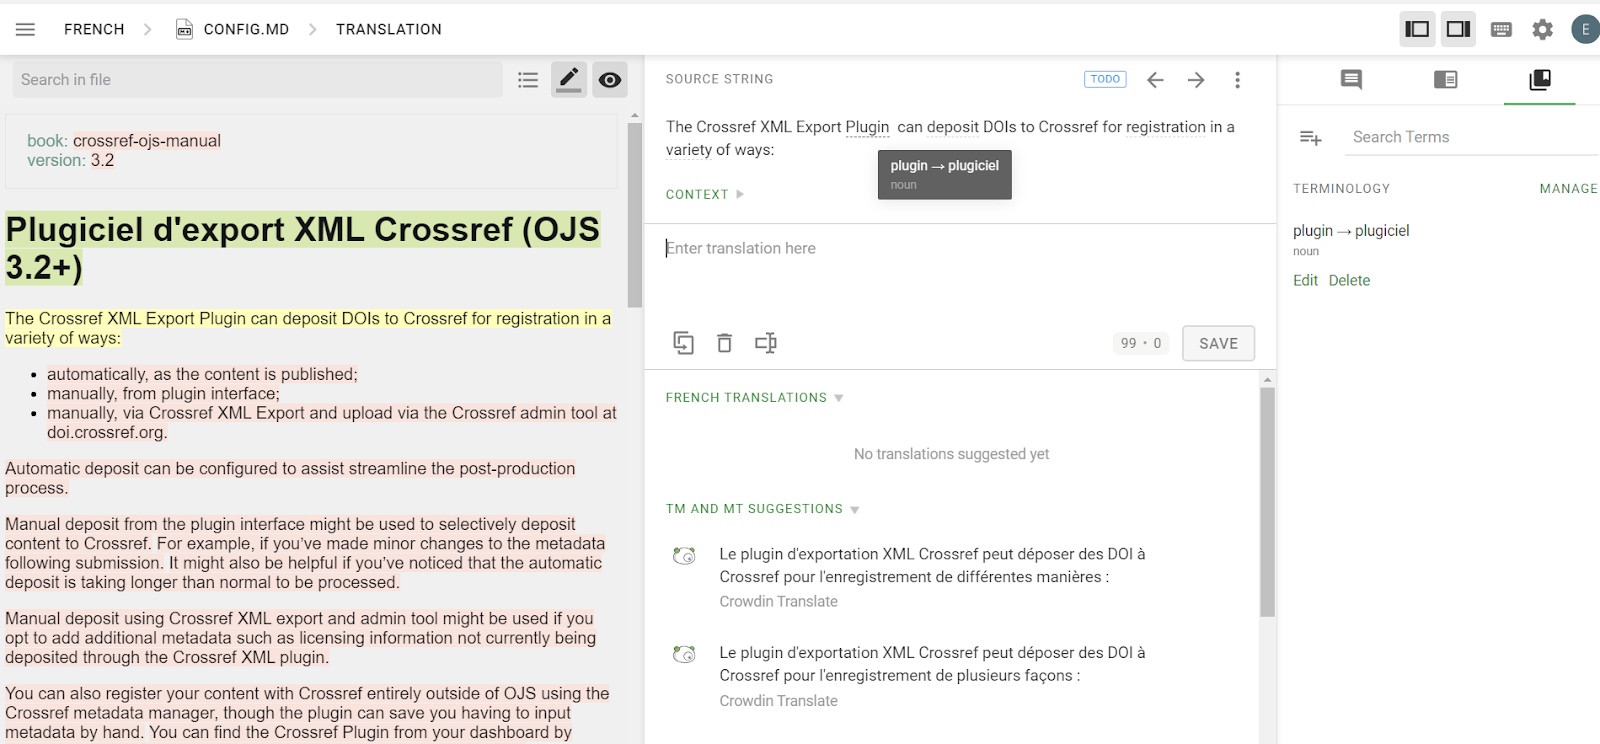 FRENCH > CONFIG.MD > TRANSLATION
E
Search in file
book: crossref-ojs-manual
version: 3.2
Plugiciel d'export XML Crossref (OJS
3.2+)
The Crossref XML Export Plugin can deposit DOIs to Crossref for registration in a
variety of ways:
• automatically, as the content is published;
• manually, from plugin interface;
• manually, via Crossref XML Export and upload via the Crossref admin tool at
doi.crossref.org.
Automatic deposit can be configured to assist streamline the post-production
process.
Manual deposit from the plugin interface might be used to selectively deposit
content to Crossref. For example, if you’ve made minor changes to the metadata
following submission. It might also be helpful if you’ve noticed that the automatic
deposit is taking longer than normal to be processed.
Manual deposit using Crossref XML export and admin tool might be used if you
opt to add additional metadata such as licensing information not currently being
deposited through the Crossref XML plugin.
You can also register your content with Crossref entirely outside of OJS using the
Crossref metadata manager, though the plugin can save you having to input
metadata by hand. You can find the Crossref Plugin from your dashboard by
SOURCE STRING
TODO
The Crossref XML Export Plugin can deposit DOIs to Crossref for registration in a
variety of ways:
plugin → plugiciel
noun
CONTEXT
Enter translation here
99 • 0
SAVE
FRENCH TRANSLATIONS
No translations suggested yet
TM AND MT SUGGESTIONS
Le plugin d'exportation XML Crossref peut déposer des DOI à
Crossref pour l'enregistrement de différentes manières :
Crowdin Translate
Le plugin d'exportation XML Crossref peut déposer des DOI à
Crossref pour l'enregistrement de plusieurs façons :
Crowdin Translate
Search Terms
TERMINOLOGY
MANAGE
plugin → plugiciel
noun
Edit Delete